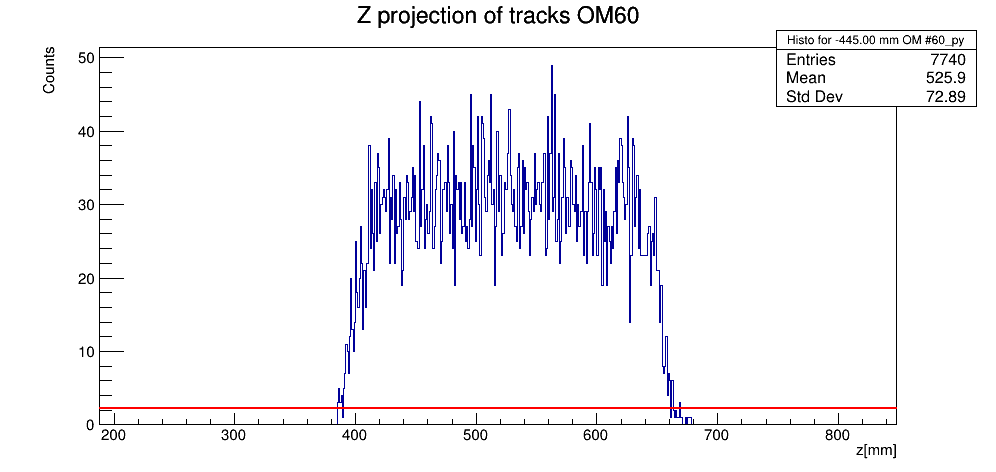 Z projection of tracks OM60
Histo for -445.00 mm OM #60_py
Entries 7740
Mean 525.9
Std Dev 72.89
Counts
50
40
30
20
10
0
200 300 400 500 600 700 800
z[mm]